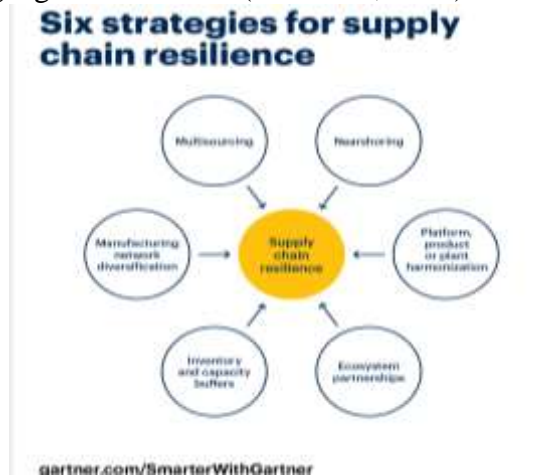 Six strategies for supply
chain resilience
Multisourcing
Nearshoring
Manufacturing
network
diversification
Supply
chain
resilience
Platform,
product
or plant
harmonization
Inventory
and capacity
buffers
Ecosystem
partnerships
gartner.com/SmarterWithGartner